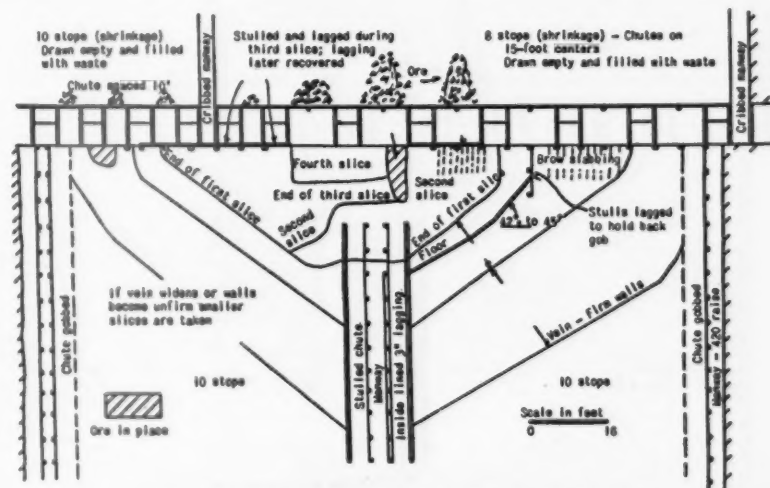 10 stope (shrinkage)
Drawn empty and filled
with waste
Chute spaced 10'
Cribbed manway
Stulled and lagged during
third slice; lagging
later recovered
Ore
8 stope (shrinkage) - Chutes on
15-foot centers
Drawn empty and filled with waste
Cribbed manway
End of first slice
Fourth slice
End of third slice
Second
slice
Second
slice
End of first slice
Floor
Brow slabbing
42° to 45°
Stulls lagged
to hold back
gob
If vein widens or walls
become unfirm smaller
slices are taken
Chute gobbed
10 stope
Ore in place
Stulled chute
Manway
Inside lined 3" lagging
Vein - Firm walls
10 stope
Scale in feet
0 16
Chute gobbed
Manway - 420 raise